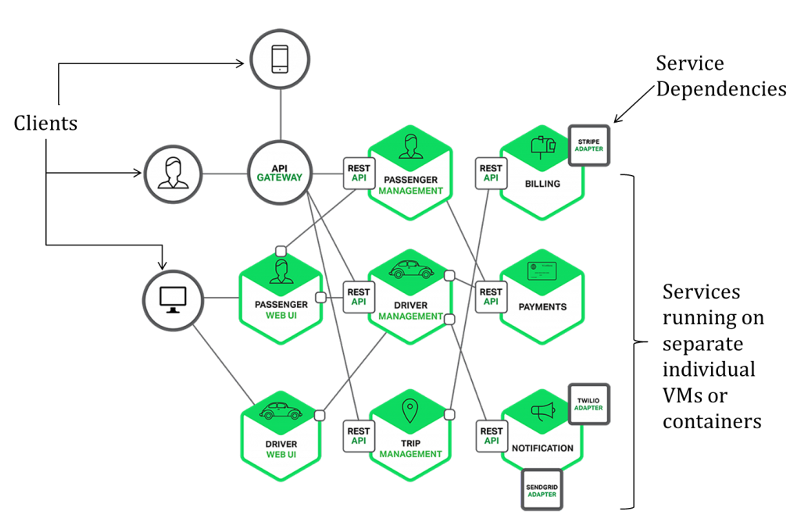 Service
Dependencies
Clients
STRIPE
ADAPTER
API
GATEWAY
REST
API
PASSENGER
MANAGEMENT
REST
API
BILLING
PASSENGER
WEB UI
REST
API
DRIVER
MANAGEMENT
REST
API
PAYMENTS
Services
running on
separate
individual
VMs or
containers
DRIVER
WEB UI
REST
API
TRIP
MANAGEMENT
REST
API
NOTIFICATION
TWILIO
ADAPTER
SENDGRID
ADAPTER